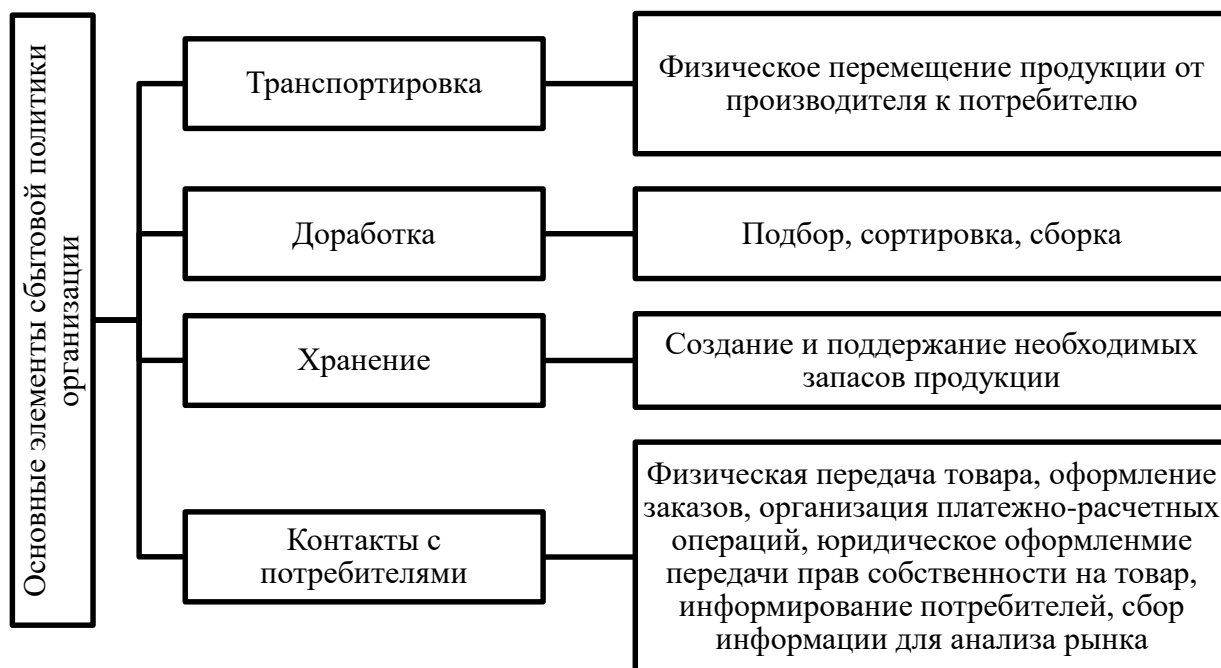 Основные элементы сбытовой политики
организации
Транспортировка
Физическое перемещение продукции от
производителя к потребителю
Доработка
Подбор, сортировка, сборка
Хранение
Создание и поддержание необходимых
запасов продукции
Контакты с
потребителями
Физическая передача товара, оформление
заказов, организация платежно-расчетных
операций, юридическое оформленмие
передачи прав собственности на товар,
информирование потребителей, сбор
информации для анализа рынка